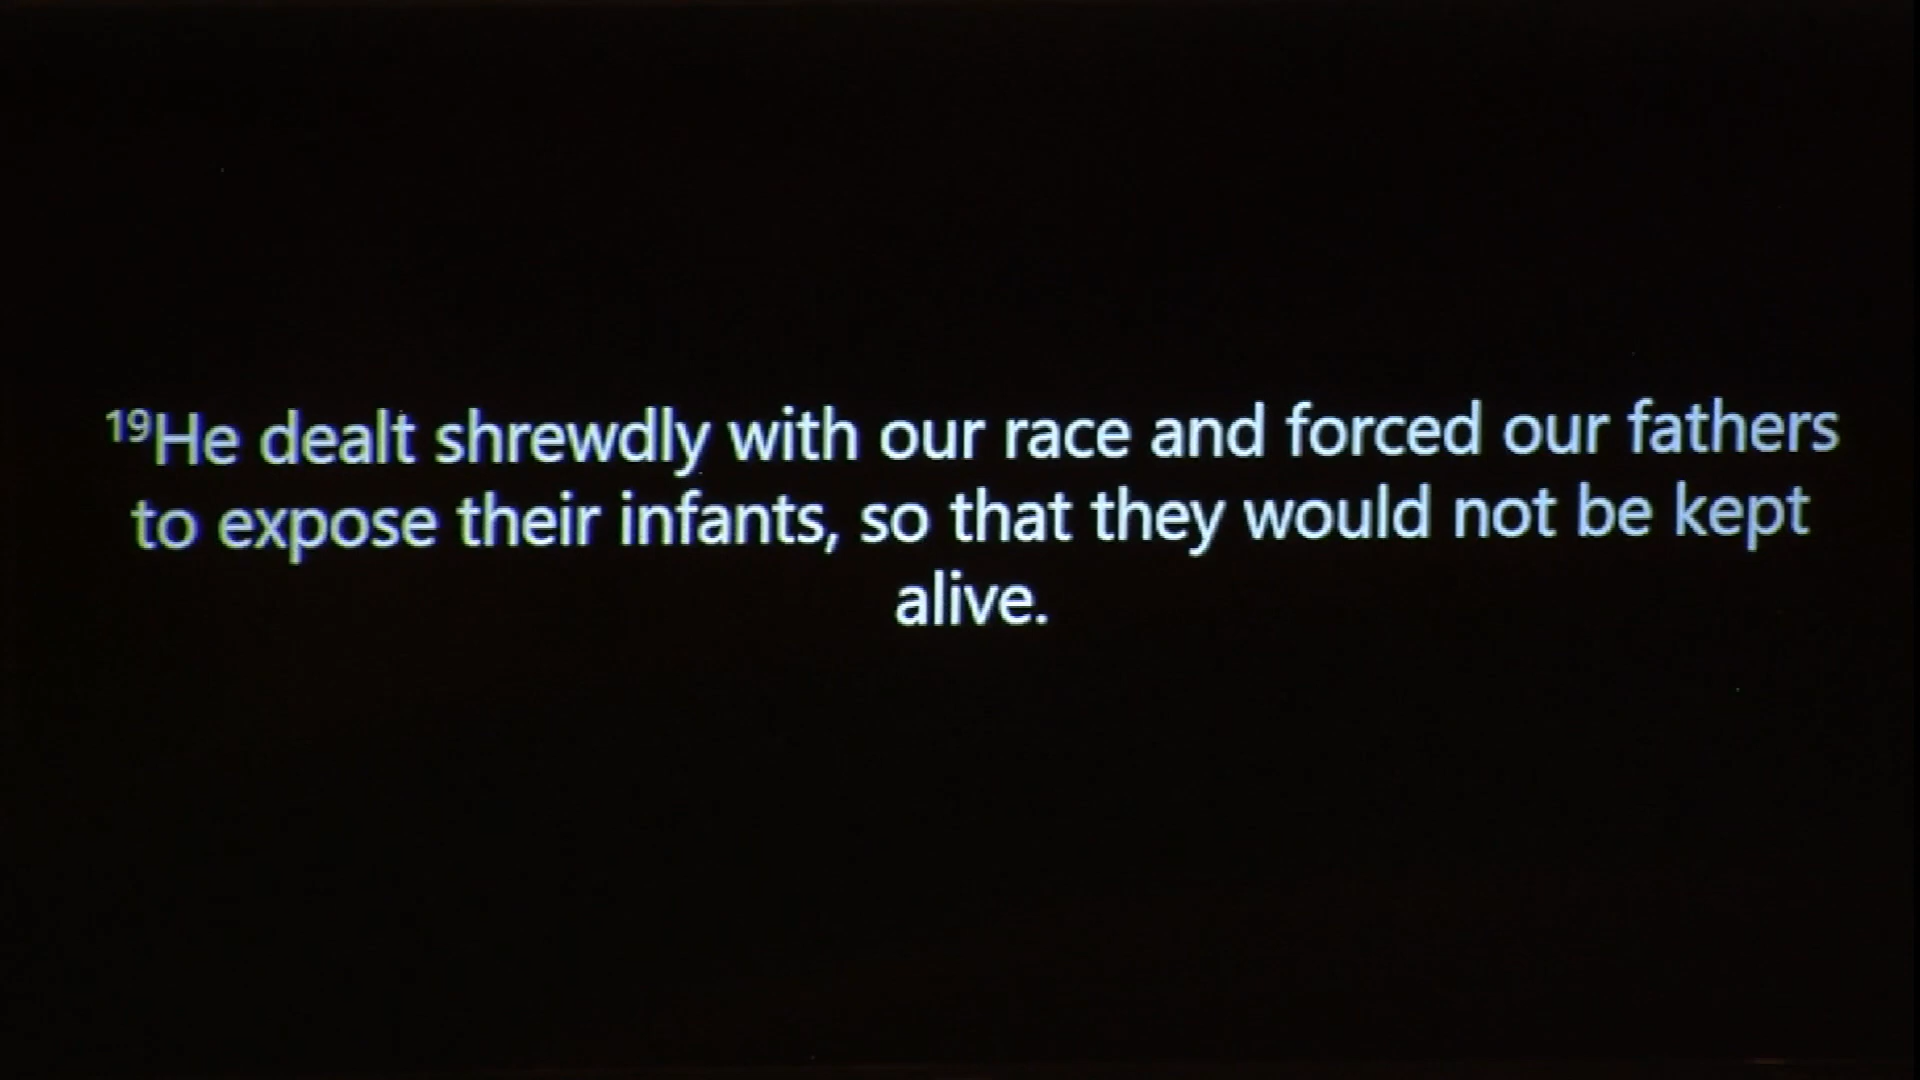 ¹⁹He dealt shrewdly with our race and forced our fathers
to expose their infants, so that they would not be kept
alive.